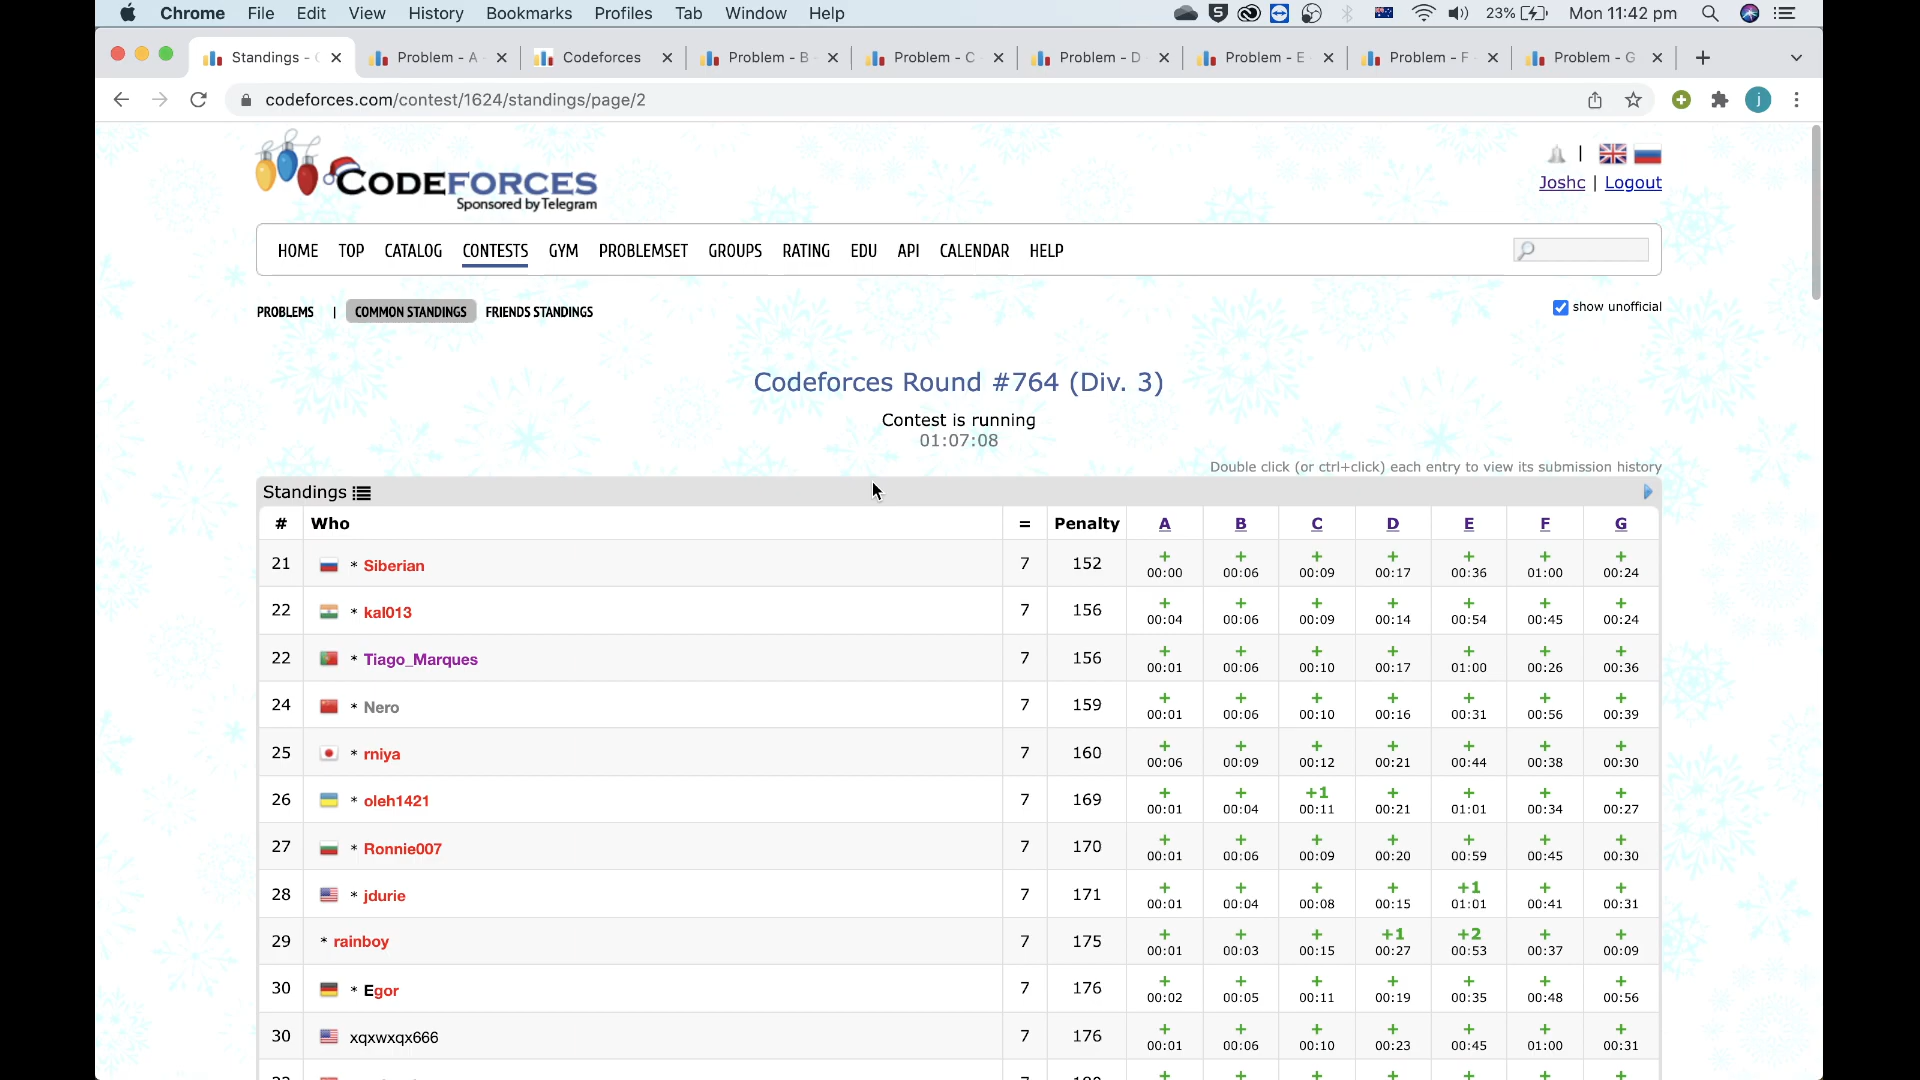 Chrome File Edit View History Bookmarks Profiles Tab Window Help 23% Mon 11:42 pm
Standings - Problem - A Codeforces Problem - B Problem - C Problem - D Problem - E Problem - F Problem - G
codeforces.com/contest/1624/standings/page/2 j
CODEFORCES
Sponsored by Telegram
Joshc | Logout
HOME TOP CATALOG CONTESTS GYM PROBLEMSET GROUPS RATING EDU API CALENDAR HELP
PROBLEMS | COMMON STANDINGS FRIENDS STANDINGS show unofficial
Codeforces Round #764 (Div. 3)
Contest is running
01:07:08
Double click (or ctrl+click) each entry to view its submission history
Standings
# Who = Penalty A B C D E F G
21 * Siberian 7 152 + + + + + + +
00:00 00:06 00:09 00:17 00:36 01:00 00:24
22 * kal013 7 156 + + + + + + +
00:04 00:06 00:09 00:14 00:54 00:45 00:24
22 * Tiago_Marques 7 156 + + + + + + +
00:01 00:06 00:10 00:17 01:00 00:26 00:36
24 * Nero 7 159 + + + + + + +
00:01 00:06 00:10 00:16 00:31 00:56 00:39
25 * rniya 7 160 + + + + + + +
00:06 00:09 00:12 00:21 00:44 00:38 00:30
26 * oleh1421 7 169 + + +1 + + + +
00:01 00:04 00:11 00:21 01:01 00:34 00:27
27 * Ronnie007 7 170 + + + + + + +
00:01 00:06 00:09 00:20 00:59 00:45 00:30
28 * jdurie 7 171 + + + + +1 + +
00:01 00:04 00:08 00:15 01:01 00:41 00:31
29 * rainboy 7 175 + + + +1 +2 + +
00:01 00:03 00:15 00:27 00:53 00:37 00:09
30 * Egor 7 176 + + + + + + +
00:02 00:05 00:11 00:19 00:35 00:48 00:56
30 xqxwxqx666 7 176 + + + + + + +
00:01 00:06 00:10 00:23 00:45 01:00 00:31
+ + + + + + +